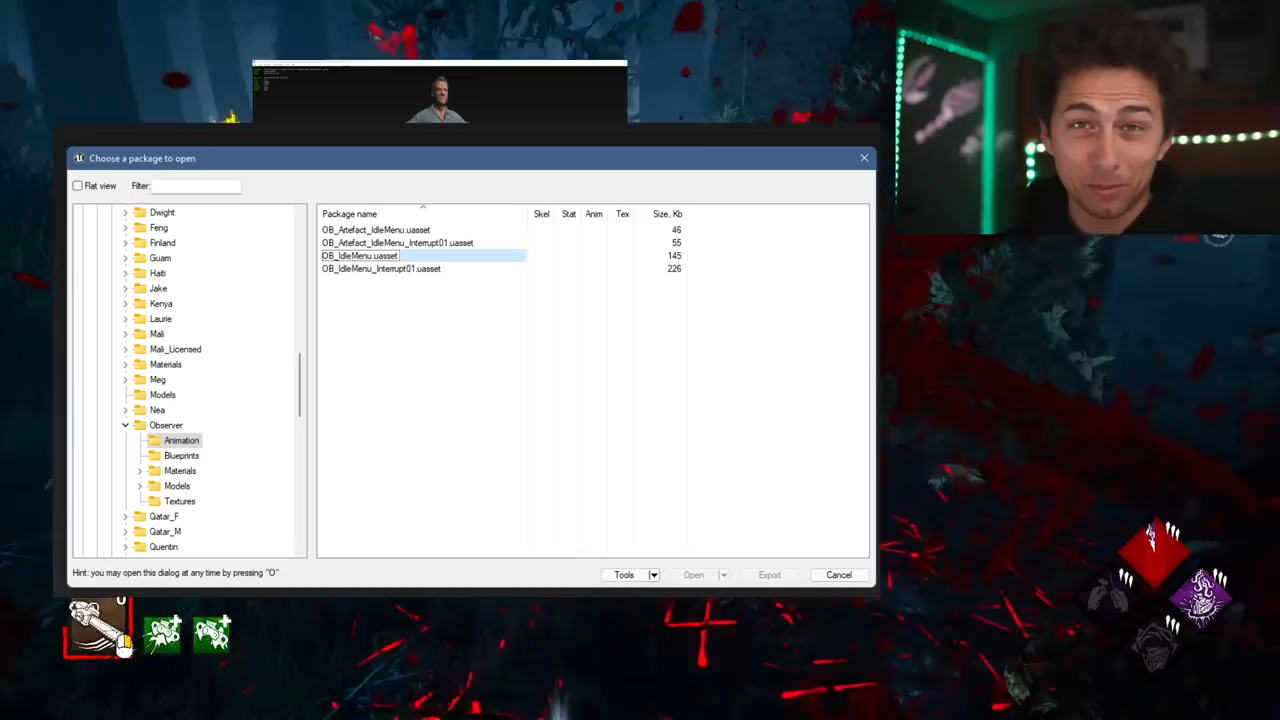 Choose a package to open
Flat view Filter:
Dwight
Feng
Finland
Guam
Haiti
Jake
Kenya
Laurie
Mali
Mali_Licensed
Materials
Meg
Models
Nea
Observer
Animation
Blueprints
Materials
Models
Textures
Qatar_F
Qatar_M
Quentin
Package name Skel Stat Anim Tex Size, Kb
OB_Artefact_IdleMenu.uasset 46
OB_Artefact_IdleMenu_Interrupt01.uasset 55
OB_IdleMenu.uasset 145
OB_IdleMenu_Interrupt01.uasset 226
Hint: you may open this dialog at any time by pressing "O"
Tools Open Export Cancel